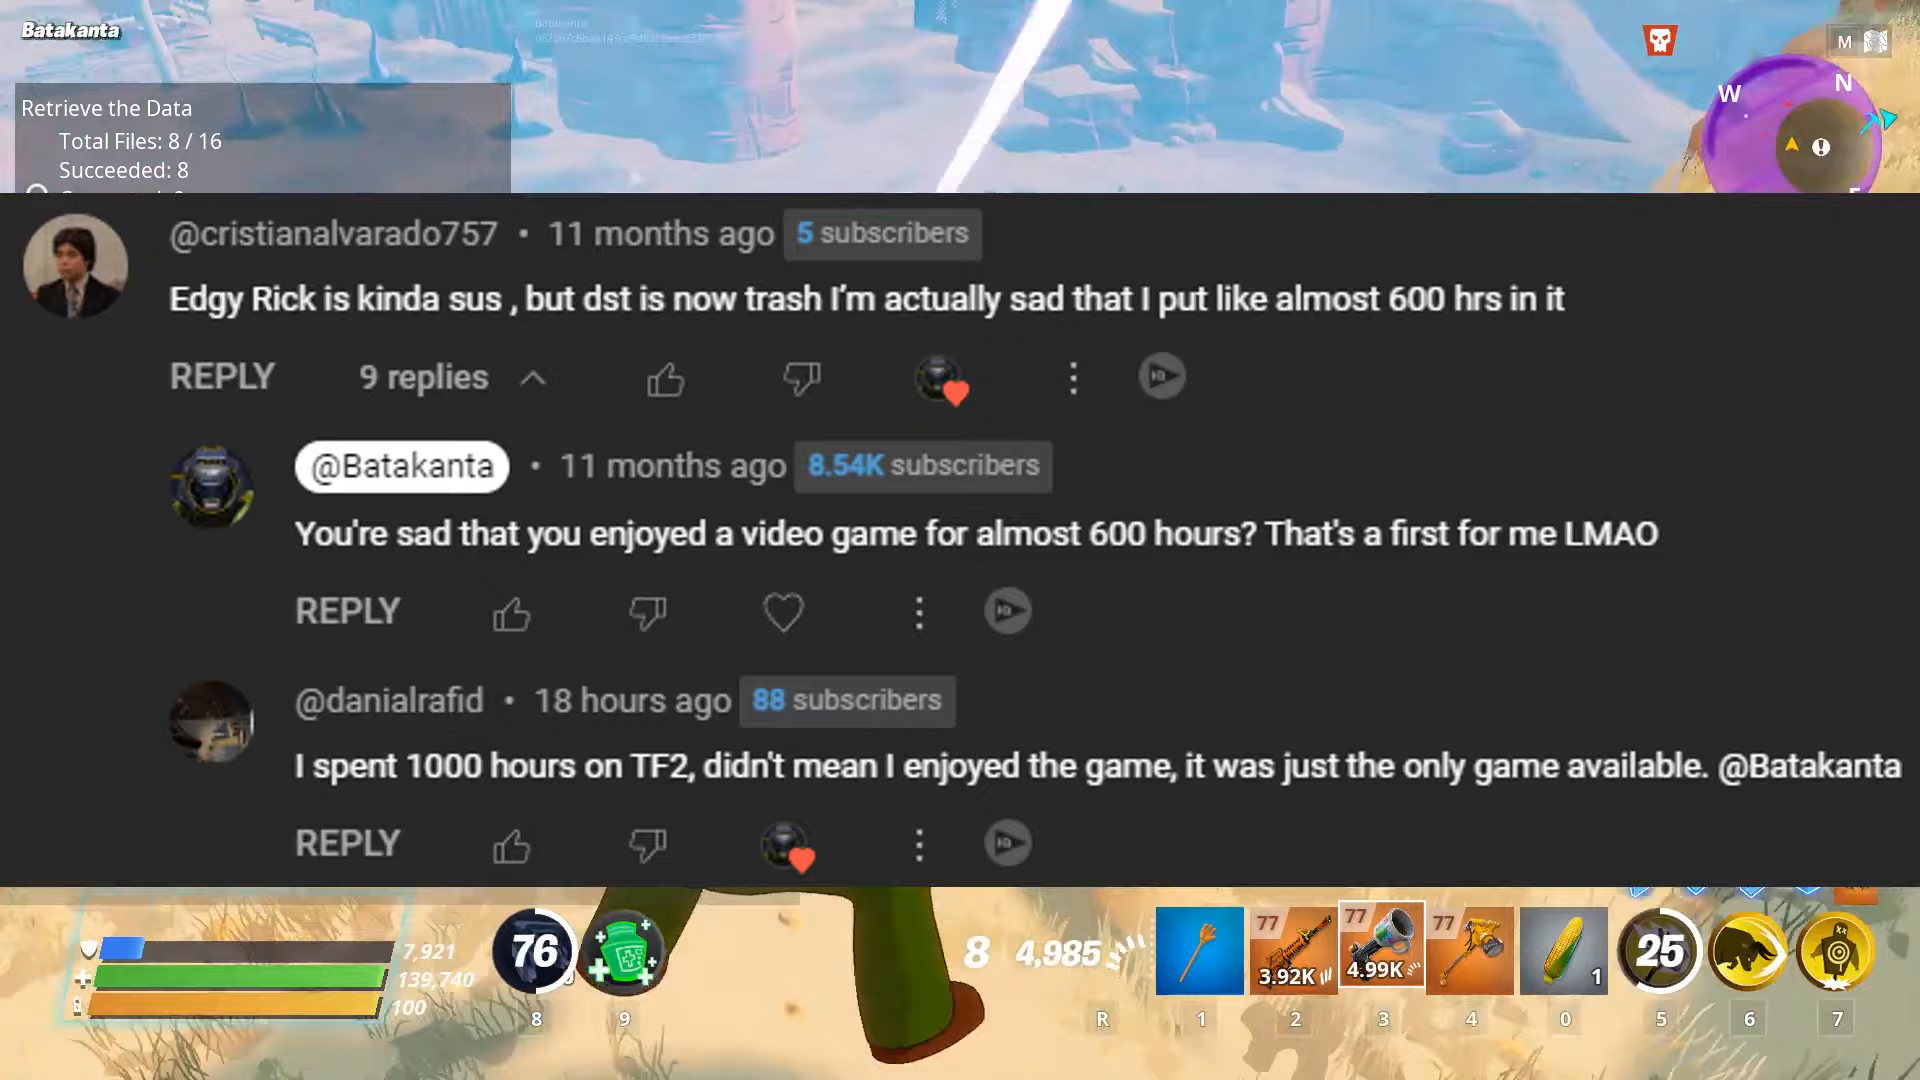 Batakanta
Batakanta
M
N
W
Retrieve the Data
Total Files: 8 / 16
Succeeded: 8
@cristianalvarado757 • 11 months ago 5 subscribers
Edgy Rick is kinda sus , but dst is now trash I’m actually sad that I put like almost 600 hrs in it
REPLY 9 replies
@Batakanta • 11 months ago 8.54K subscribers
You're sad that you enjoyed a video game for almost 600 hours? That's a first for me LMAO
REPLY
@danialrafid • 18 hours ago 88 subscribers
I spent 1000 hours on TF2, didn't mean I enjoyed the game, it was just the only game available. @Batakanta
REPLY
7,921
139,740
100
76
8 9
8 4,985
77 77 77
3.92K 4.99K 1
25
R 1 2 3 4 0 5 6 7